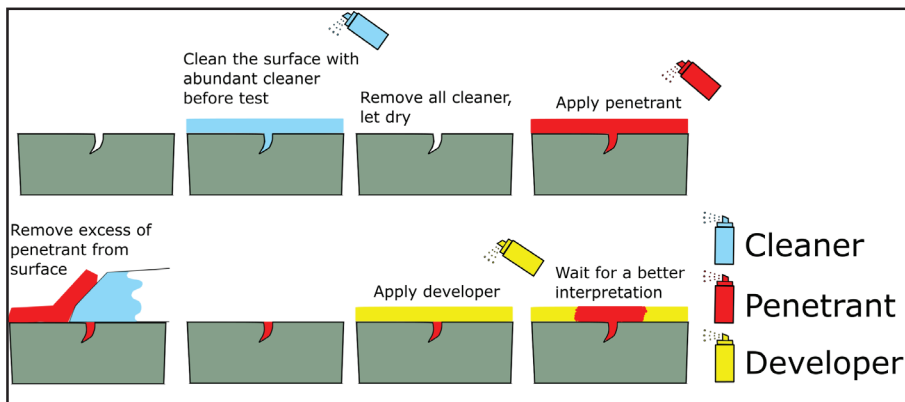 Clean the surface with
abundant cleaner
before test
Remove all cleaner,
let dry
Apply penetrant
Remove excess of
penetrant from
surface
Apply developer
Wait for a better
interpretation
Cleaner
Penetrant
Developer